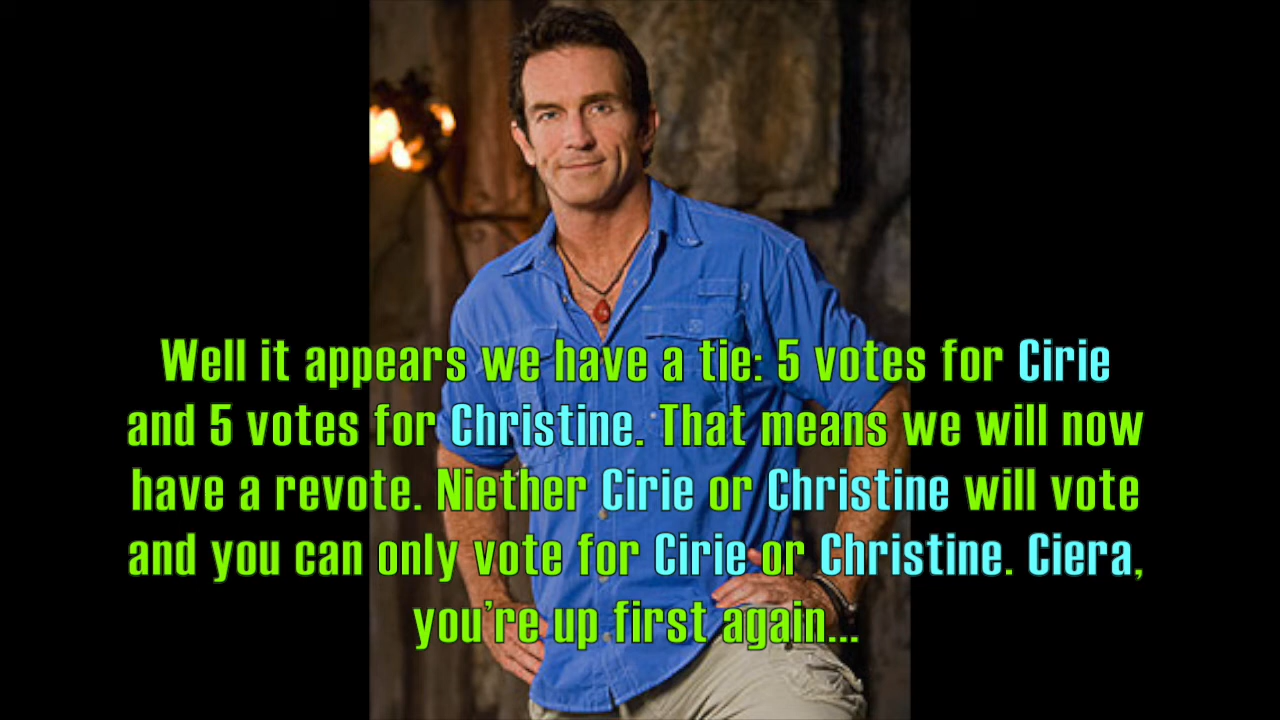 Well it appears we have a tie: 5 votes for Cirie
and 5 votes for Christine. That means we will now
have a revote. Niether Cirie or Christine will vote
and you can only vote for Cirie or Christine. Ciera,
you're up first again...